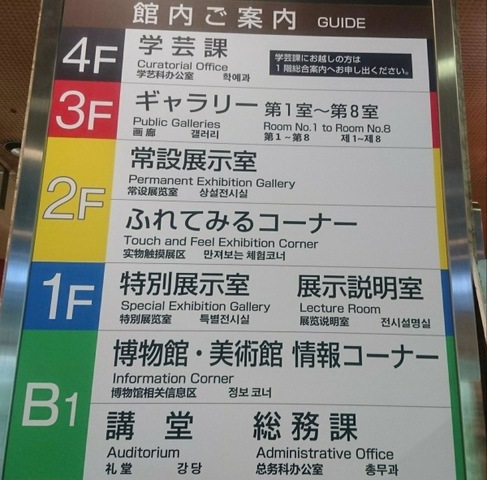 館内ご案内 GUIDE
4F 学芸課
Curatorial Office
学艺科办公室 학예과
学芸課にお越しの方は
1階総合案内へお申し出ください。
3F ギャラリー 第1室～第8室
Public Galleries Room No.1 to Room No.8
画廊 갤러리 第1～第8 제1~제8
2F 常設展示室
Permanent Exhibition Gallery
常设展览室 상설전시실
ふれてみるコーナー
Touch and Feel Exhibition Corner
实物触摸展区 만져보는 체험코너
1F 特別展示室 展示説明室
Special Exhibition Gallery Lecture Room
特别展览室 특별전시실 展览说明室 전시설명실
B1 博物館・美術館 情報コーナー
Information Corner
博物馆相关信息区 정보 코너
講堂 総務課
Auditorium Administrative Office
礼堂 강당 总务科办公室 총무과